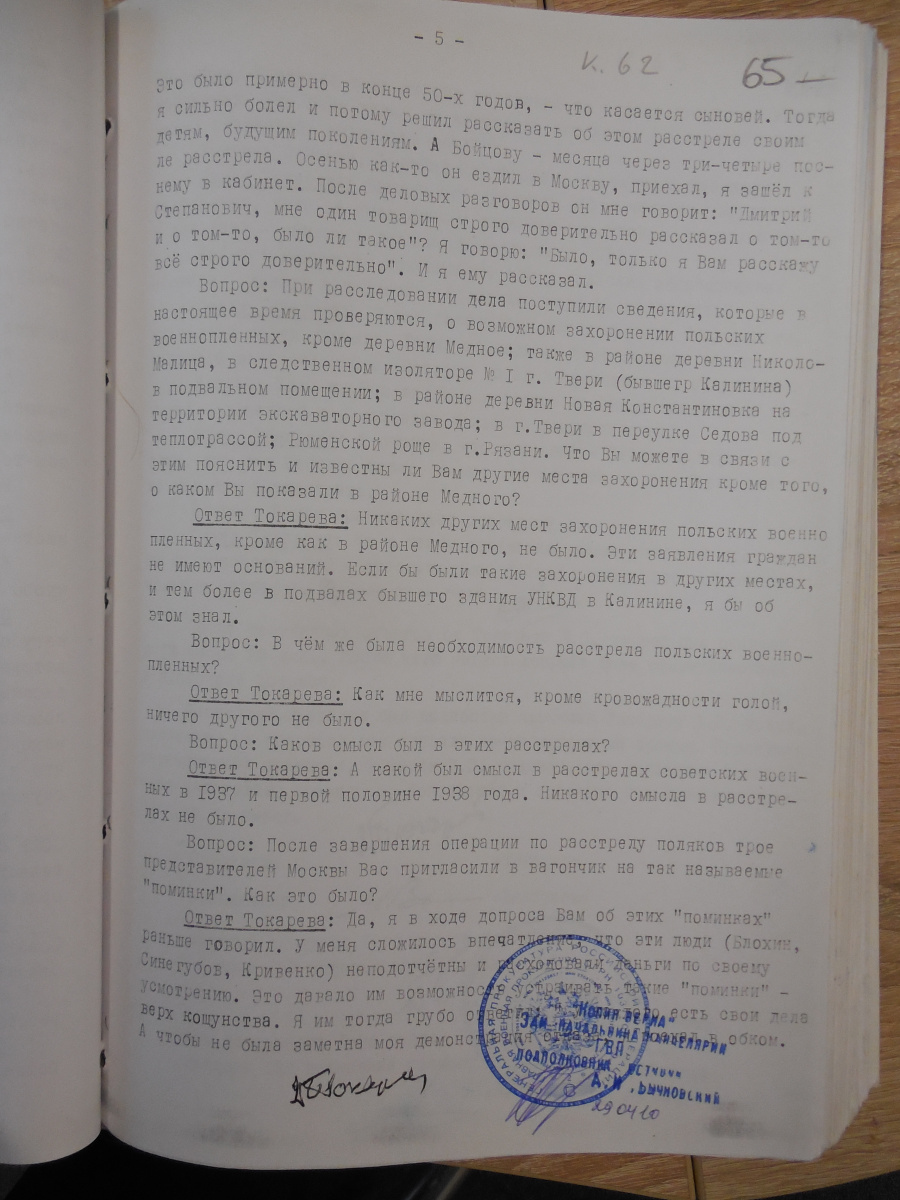 - 5 -
к. 62
65
Это было примерно в конце 50-х годов, - что касается сыновей. Тогда
я сильно болел и потому решил рассказать об этом расстреле своим
детям, будущим поколениям. А Бойцову - месяца через три-четыре пос-
ле расстрела. Осенью как-то он ездил в Москву, приехал, я зашёл к
нему в кабинет. После деловых разговоров он мне говорит: "Дмитрий
Степанович, мне один товарищ строго доверительно рассказал о том-то
и о том-то, было ли такое"? Я говорю: "Было, только я Вам расскажу
всё строго доверительно". И я ему рассказал.
Вопрос: При расследовании дела поступили сведения, которые в
настоящее время проверяются, о возможном захоронении польских
военнопленных, кроме деревни Медное; также в районе деревни Николо-
Малица, в следственном изоляторе № I г. Твери (бывшегр Калинина)
в подвальном помещении; в районе деревни Новая Константиновка на
территории экскаваторного завода; в г.Твери в переулке Седова под
теплотрассой; Рюменской роще в г.Рязани. Что Вы можете в связи с
этим пояснить и известны ли Вам другие места захоронения кроме того,
о каком Вы показали в районе Медного?
Ответ Токарева: Никаких других мест захоронения польских военно
пленных, кроме как в районе Медного, не было. Эти заявления граждан
не имеют оснований. Если бы были такие захоронения в других местах,
и тем более в подвалах бывшего здания УНКВД в Калинине, я бы об
этом знал.
Вопрос: В чём же была необходимость расстрела польских военно-
пленных?
Ответ Токарева: Как мне мыслится, кроме кровожадности голой,
ничего другого не было.
Вопрос: Каков смысл был в этих расстрелах?
Ответ Токарева: А какой был смысл в расстрелах советских воен-
ных в 1937 и первой половине 1938 года. Никакого смысла в расстре-
лах не было.
Вопрос: После завершения операции по расстрелу поляков трое
представителей Москвы Вас пригласили в вагончик на так называемые
"поминки". Как это было?
Ответ Токарева: Да, я в ходе допроса Вам об этих "поминках"
раньше говорил. У меня сложилось впечатление, что эти люди (Блохин,
Синегубов, Кривенко) неподотчётны и расходовали деньги по своему
усмотрению. Это давало им возможность устраивать такие "поминки" -
верх кощунства. Я им тогда грубо есть свои дела
А чтобы не была заметна моя демонстрация в обком.
"КОПИЯ ВЕРНА"
ЗАМ. НАЧАЛЬНИКА КАНЦЕЛЯРИИ
ГВП
ПОДПОЛКОВНИК ЮСТИЦИИ
А.И. БЫЧКОВСКИЙ
29 04 10